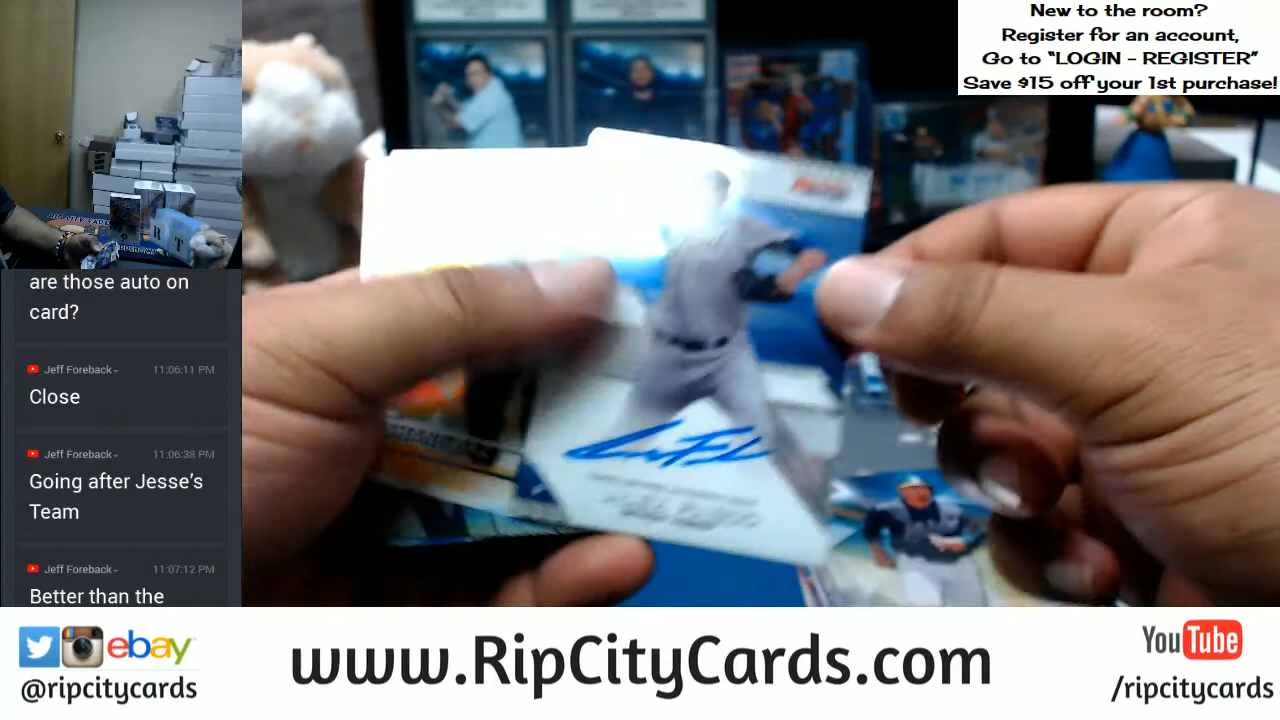 New to the room?
Register for an account,
Go to “LOGIN - REGISTER”
Save $15 off your 1st purchase!
are those auto on
card?
Jeff Foreback 11:06:11 PM
Close
Jeff Foreback 11:06:38 PM
Going after Jesse’s
Team
Jeff Foreback 11:07:12 PM
Better than the
R T
ebay
@ripcitycards
www.RipCityCards.com
YouTube
/ripcitycards